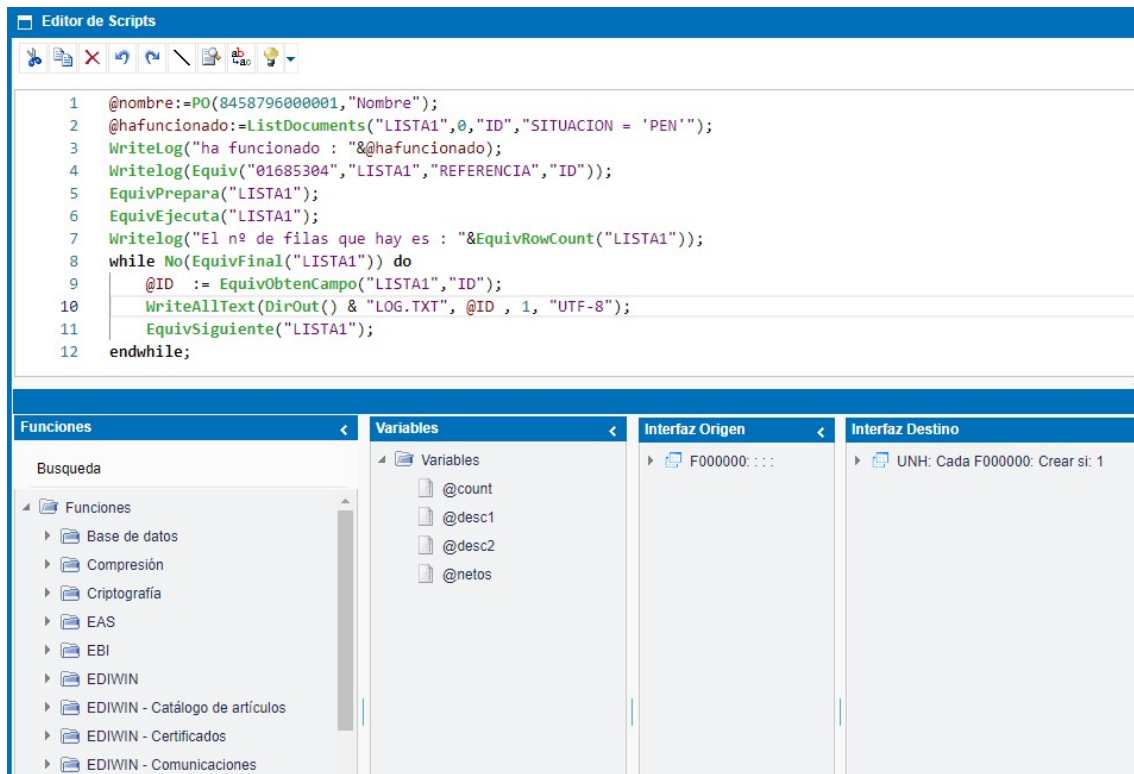 Editor de Scripts
1 @nombre:=PO(8458796000001,"Nombre");
2 @hafuncionado:=ListDocuments("LISTA1",0,"ID","SITUACION = 'PEN'");
3 WriteLog("ha funcionado : "&@hafuncionado);
4 Writelog(Equiv("01685304","LISTA1","REFERENCIA","ID"));
5 EquivPrepara("LISTA1");
6 EquivEjecuta("LISTA1");
7 Writelog("El nº de filas que hay es : "&EquivRowCount("LISTA1"));
8 while No(EquivFinal("LISTA1")) do
9 @ID := EquivObtenCampo("LISTA1","ID");
10 WriteAllText(DirOut() & "LOG.TXT", @ID , 1, "UTF-8");
11 EquivSiguiente("LISTA1");
12 endwhile;
Funciones
Busqueda
Funciones
Base de datos
Compresión
Criptografía
EAS
EBI
EDIWIN
EDIWIN - Catálogo de artículos
EDIWIN - Certificados
EDIWIN - Comunicaciones
Variables
Variables
@count
@desc1
@desc2
@netos
Interfaz Origen
F000000: : : :
Interfaz Destino
UNH: Cada F000000: Crear si: 1